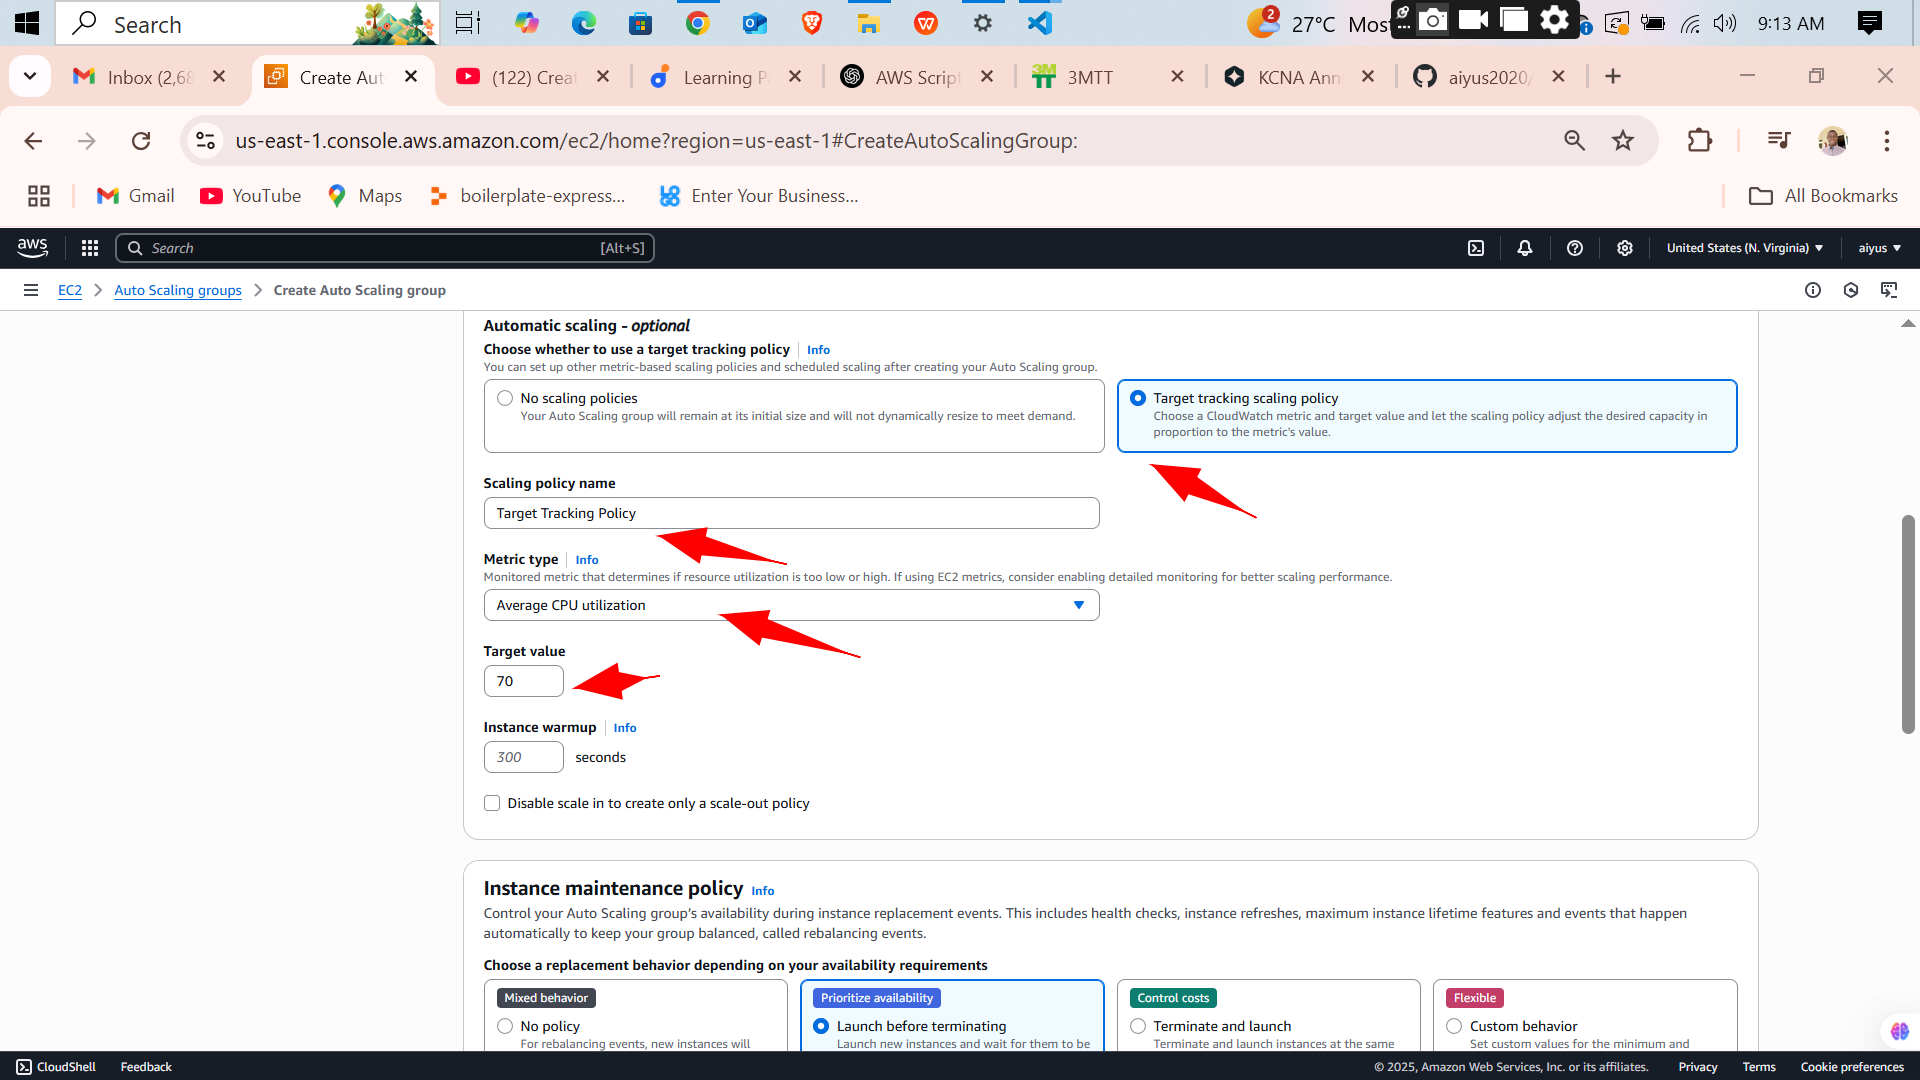 Search
2
27°C Most
9:13 AM
Inbox (2,68
Create Aut
(122) Creat
Learning P
AWS Script
3MTT
KCNA Ann
aiyus2020/
us-east-1.console.aws.amazon.com/ec2/home?region=us-east-1#CreateAutoScalingGroup:
Gmail
YouTube
Maps
boilerplate-express...
Enter Your Business...
All Bookmarks
aws
Search
[Alt+S]
United States (N. Virginia)
aiyus
EC2
Auto Scaling groups
Create Auto Scaling group
Automatic scaling - optional
Choose whether to use a target tracking policy Info
You can set up other metric-based scaling policies and scheduled scaling after creating your Auto Scaling group.
No scaling policies
Your Auto Scaling group will remain at its initial size and will not dynamically resize to meet demand.
Target tracking scaling policy
Choose a CloudWatch metric and target value and let the scaling policy adjust the desired capacity in
proportion to the metric's value.
Scaling policy name
Target Tracking Policy
Metric type Info
Monitored metric that determines if resource utilization is too low or high. If using EC2 metrics, consider enabling detailed monitoring for better scaling performance.
Average CPU utilization
Target value
70
Instance warmup Info
300 seconds
Disable scale in to create only a scale-out policy
Instance maintenance policy Info
Control your Auto Scaling group's availability during instance replacement events. This includes health checks, instance refreshes, maximum instance lifetime features and events that happen
automatically to keep your group balanced, called rebalancing events.
Choose a replacement behavior depending on your availability requirements
Mixed behavior
No policy
For rebalancing events, new instances will
Prioritize availability
Launch before terminating
Launch new instances and wait for them to be
Control costs
Terminate and launch
Terminate and launch instances at the same
Flexible
Custom behavior
Set custom values for the minimum and
CloudShell
Feedback
© 2025, Amazon Web Services, Inc. or its affiliates.
Privacy
Terms
Cookie preferences